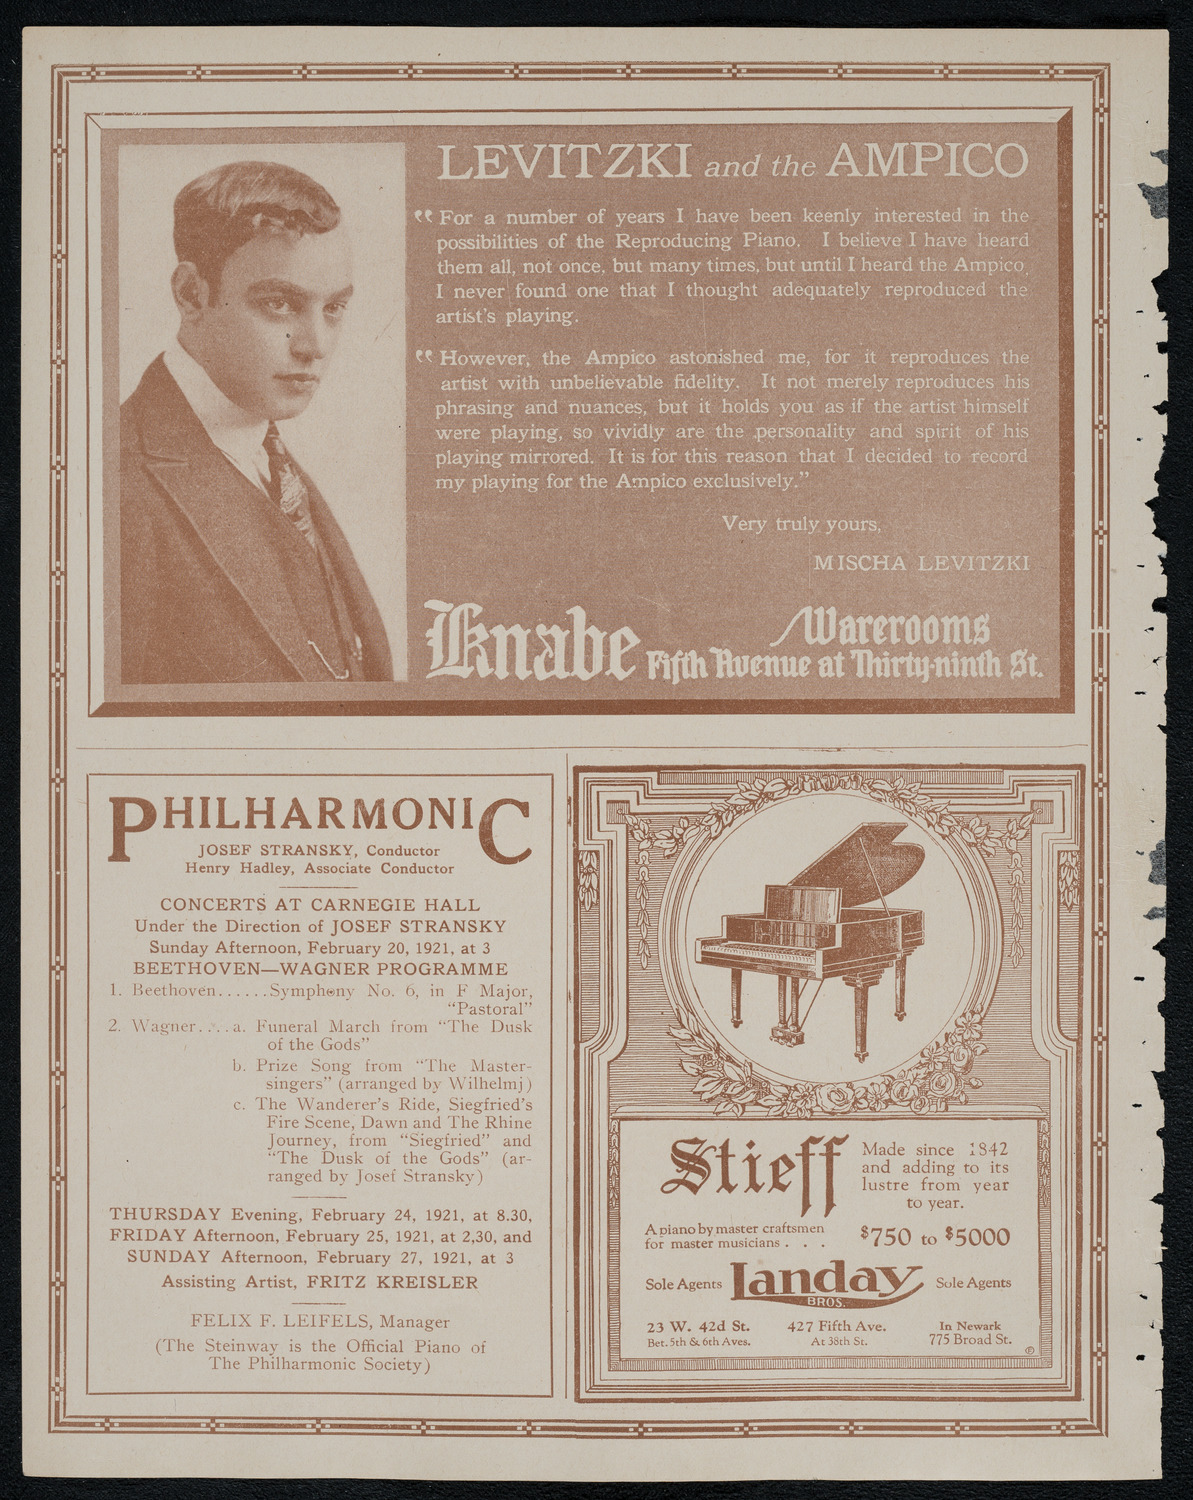 LEVITZKI and the AMPICO
“For a number of years I have been keenly interested in the
possibilities of the Reproducing Piano. I believe I have heard
them all, not once, but many times, but until I heard the Ampico,
I never found one that I thought adequately reproduced the
artist's playing.
“However, the Ampico astonished me, for it reproduces the
artist with unbelievable fidelity. It not merely reproduces his
phrasing and nuances, but it holds you as if the artist himself
were playing, so vividly are the personality and spirit of his
playing mirrored. It is for this reason that I decided to record
my playing for the Ampico exclusively.”
Very truly yours,
MISCHA LEVITZKI
Knabe Warerooms
Fifth Avenue at Thirty-ninth St.
PHILHARMONIC
JOSEF STRANSKY, Conductor
Henry Hadley, Associate Conductor
CONCERTS AT CARNEGIE HALL
Under the Direction of JOSEF STRANSKY
Sunday Afternoon, February 20, 1921, at 3
BEETHOVEN—WAGNER PROGRAMME
1. Beethoven......Symphony No. 6, in F Major,
“Pastoral”
2. Wagner....a. Funeral March from “The Dusk
of the Gods”
b. Prize Song from “The Master-
singers” (arranged by Wilhelmj)
c. The Wanderer's Ride, Siegfried's
Fire Scene, Dawn and The Rhine
Journey, from “Siegfried” and
“The Dusk of the Gods” (ar-
ranged by Josef Stransky)
THURSDAY Evening, February 24, 1921, at 8.30,
FRIDAY Afternoon, February 25, 1921, at 2,30, and
SUNDAY Afternoon, February 27, 1921, at 3
Assisting Artist, FRITZ KREISLER
FELIX F. LEIFELS, Manager
(The Steinway is the Official Piano of
The Philharmonic Society)
Stieff
Made since 1842
and adding to its
lustre from year
to year.
A piano by master craftsmen
for master musicians . . .
$750 to $5000
Sole Agents Landay Sole Agents
BROS.
23 W. 42d St. 427 Fifth Ave. In Newark
Bet. 5th & 6th Aves. At 38th St. 775 Broad St.